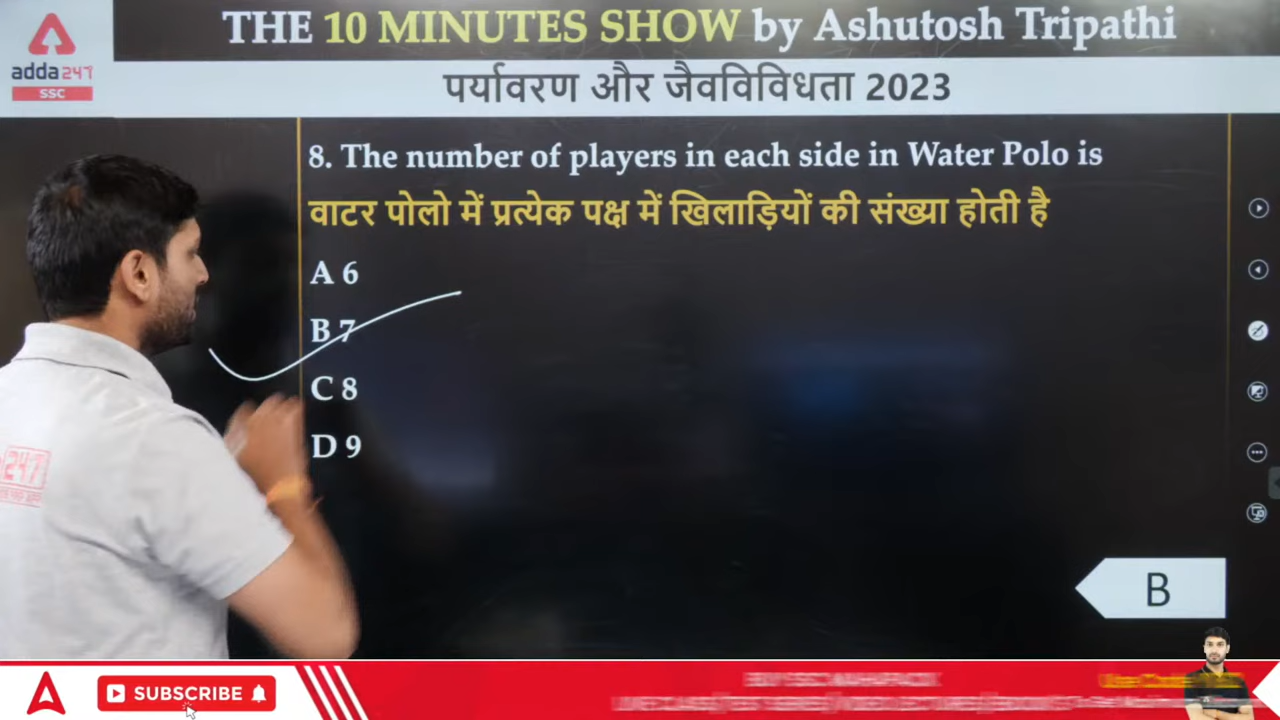 THE 10 MINUTES SHOW by Ashutosh Tripathi
adda247
SSC
पर्यावरण और जैवविविधता 2023
8. The number of players in each side in Water Polo is
वाटर पोलो में प्रत्येक पक्ष में खिलाड़ियों की संख्या होती है
A 6
B 7
C 8
D 9
247
B
SUBSCRIBE